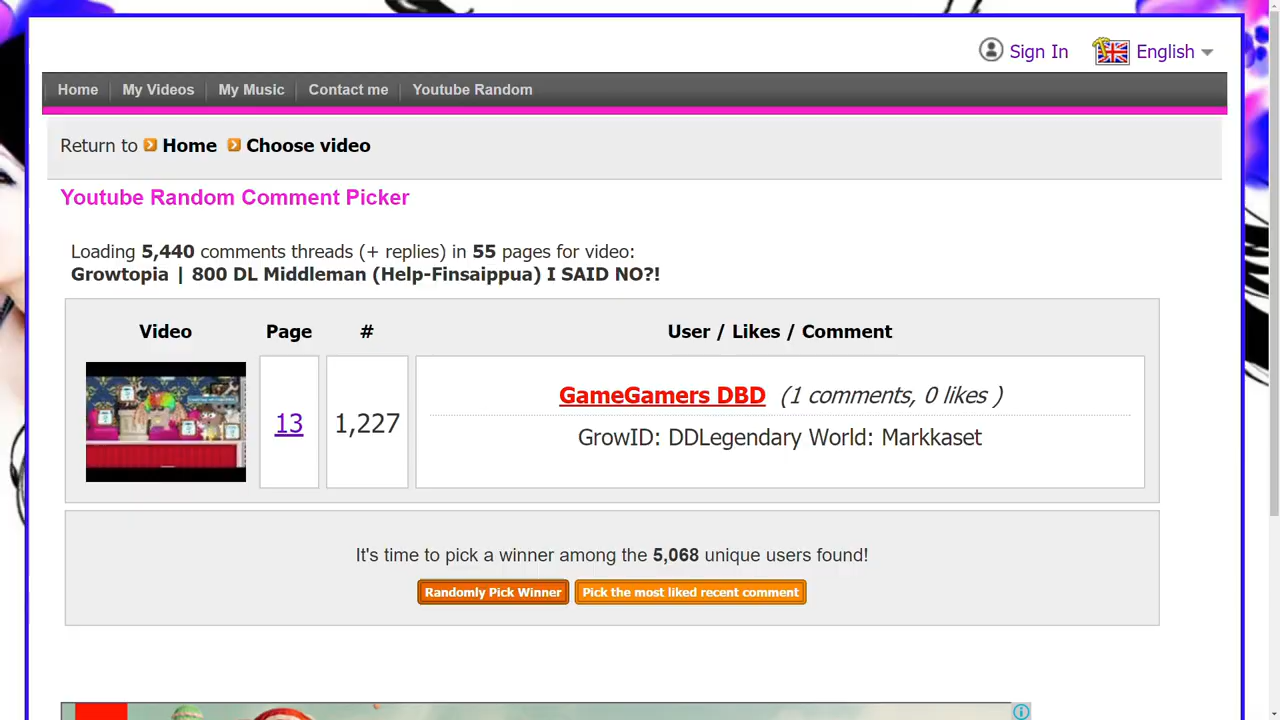 Sign In English
Home My Videos My Music Contact me Youtube Random
Return to Home Choose video
Youtube Random Comment Picker
Loading 5,440 comments threads (+ replies) in 55 pages for video:
Growtopia | 800 DL Middleman (Help-Finsaippua) I SAID NO?!
Video Page # User / Likes / Comment
GameGamers DBD (1 comments, 0 likes )
13 1,227
GrowID: DDLegendary World: Markkaset
It's time to pick a winner among the 5,068 unique users found!
Randomly Pick Winner Pick the most liked recent comment